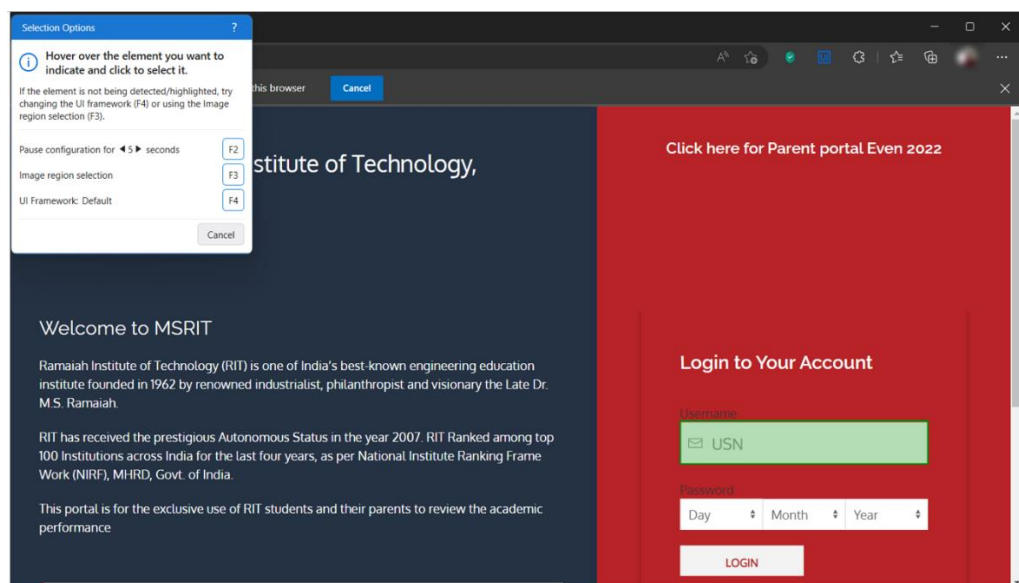 Selection Options ?
Hover over the element you want to
indicate and click to select it.
If the element is not being detected/highlighted, try
changing the UI framework (F4) or using the Image
region selection (F3).
Pause configuration for ◀ 5 ▶ seconds F2
Image region selection F3
UI Framework: Default F4
Cancel
this browser Cancel
stitute of Technology,
Welcome to MSRIT
Ramaiah Institute of Technology (RIT) is one of India's best-known engineering education
institute founded in 1962 by renowned industrialist, philanthropist and visionary the Late Dr.
M.S. Ramaiah.
RIT has received the prestigious Autonomous Status in the year 2007. RIT Ranked among top
100 Institutions across India for the last four years, as per National Institute Ranking Frame
Work (NIRF), MHRD, Govt. of India.
This portal is for the exclusive use of RIT students and their parents to review the academic
performance
Click here for Parent portal Even 2022
Login to Your Account
Username
USN
Password
Day Month Year
LOGIN